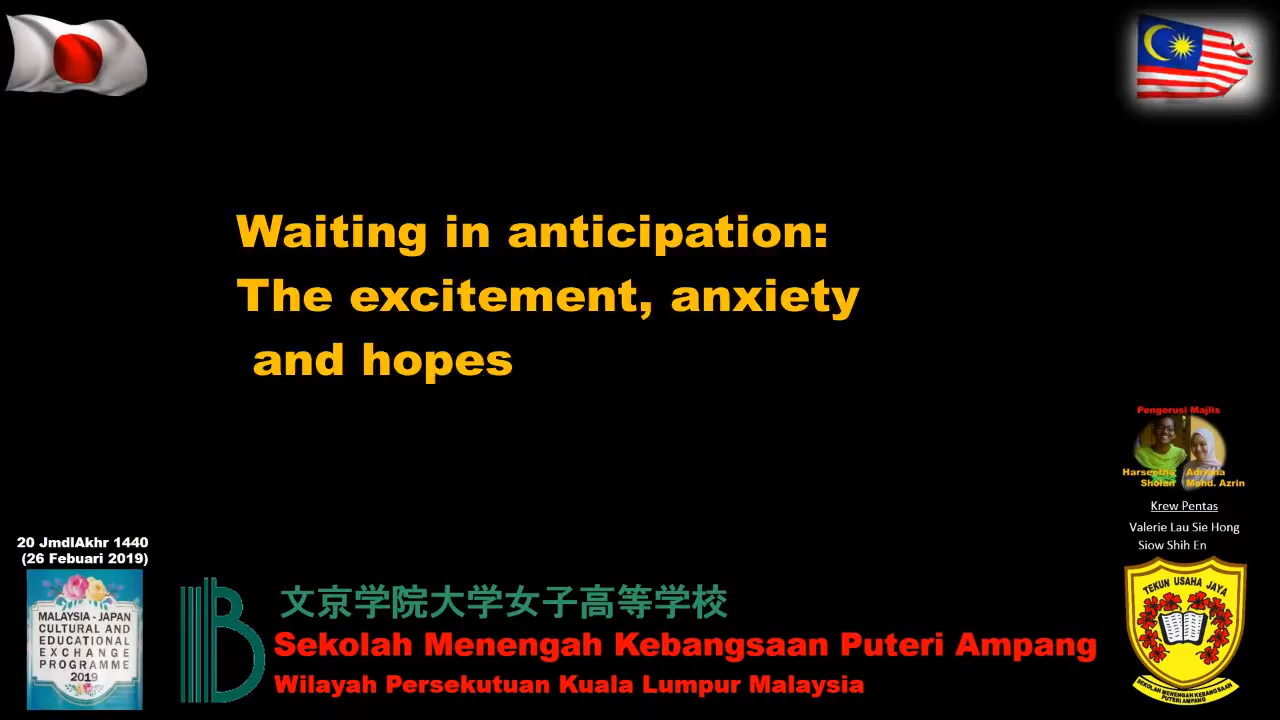 Waiting in anticipation:
The excitement, anxiety
and hopes
Pengerusi Majlis
Harseetha Adriana
Sholan Mohd. Azrin
Krew Pentas
Valerie Lau Sie Hong
Siow Shih En
20 JmdlAkhr 1440
(26 Febuari 2019)
MALAYSIA - JAPAN
CULTURAL AND
EDUCATIONAL
EXCHANGE
PROGRAMME
2019
B
文京学院大学女子高等学校
Sekolah Menengah Kebangsaan Puteri Ampang
Wilayah Persekutuan Kuala Lumpur Malaysia
TEKUN USAHA JAYA
SEKOLAH MENENGAH KEBANGSAAN
PUTERI AMPANG